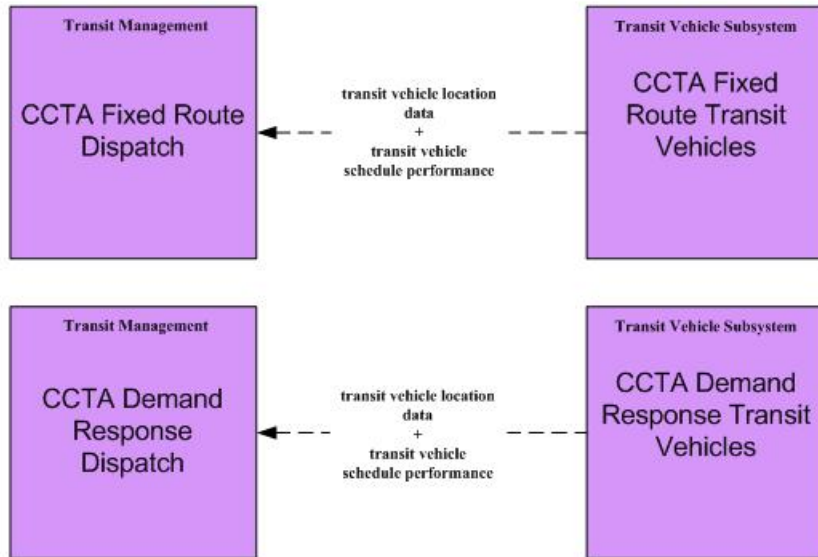 Transit Management
CCTA Fixed Route
Dispatch
transit vehicle location
data
+
transit vehicle
schedule performance
Transit Vehicle Subsystem
CCTA Fixed
Route Transit
Vehicles
Transit Management
CCTA Demand
Response
Dispatch
transit vehicle location
data
+
transit vehicle
schedule performance
Transit Vehicle Subsystem
CCTA Demand
Response Transit
Vehicles